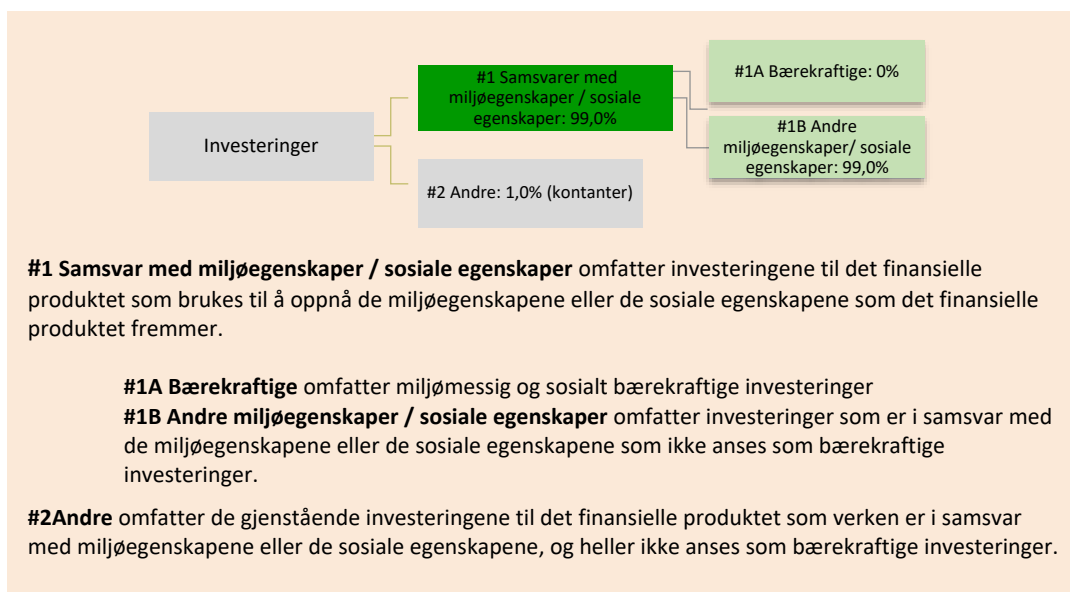 #1A Bærekraftige: 0%
#1 Samsvarer med
miljøegenskaper / sosiale
egenskaper: 99,0%
#1B Andre
miljøegenskaper/ sosiale
egenskaper: 99,0%
Investeringer
#2 Andre: 1,0% (kontanter)
#1 Samsvar med miljøegenskaper / sosiale egenskaper omfatter investeringene til det finansielle
produktet som brukes til å oppnå de miljøegenskapene eller de sosiale egenskapene som det finansielle
produktet fremmer.
#1A Bærekraftige omfatter miljømessig og sosialt bærekraftige investeringer
#1B Andre miljøegenskaper / sosiale egenskaper omfatter investeringer som er i samsvar med
de miljøegenskapene eller de sosiale egenskapene som ikke anses som bærekraftige
investeringer.
#2Andre omfatter de gjenstående investeringene til det finansielle produktet som verken er i samsvar
med miljøegenskapene eller de sosiale egenskapene, og heller ikke anses som bærekraftige investeringer.